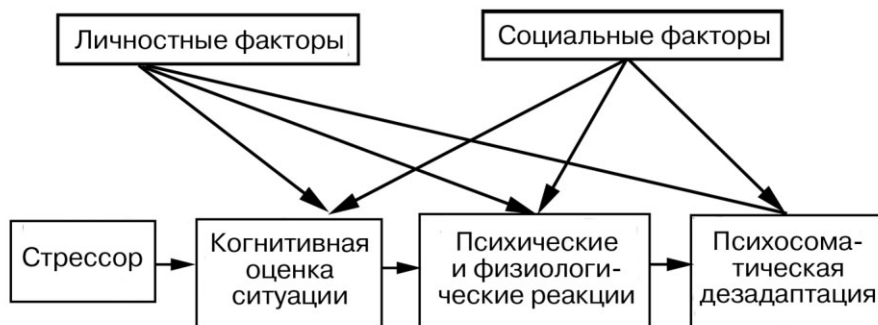 Личностные факторы
Социальные факторы
Стрессор
Когнитивная
оценка
ситуации
Психические
и физиологи-
ческие реакции
Психосома-
тическая
дезадаптация